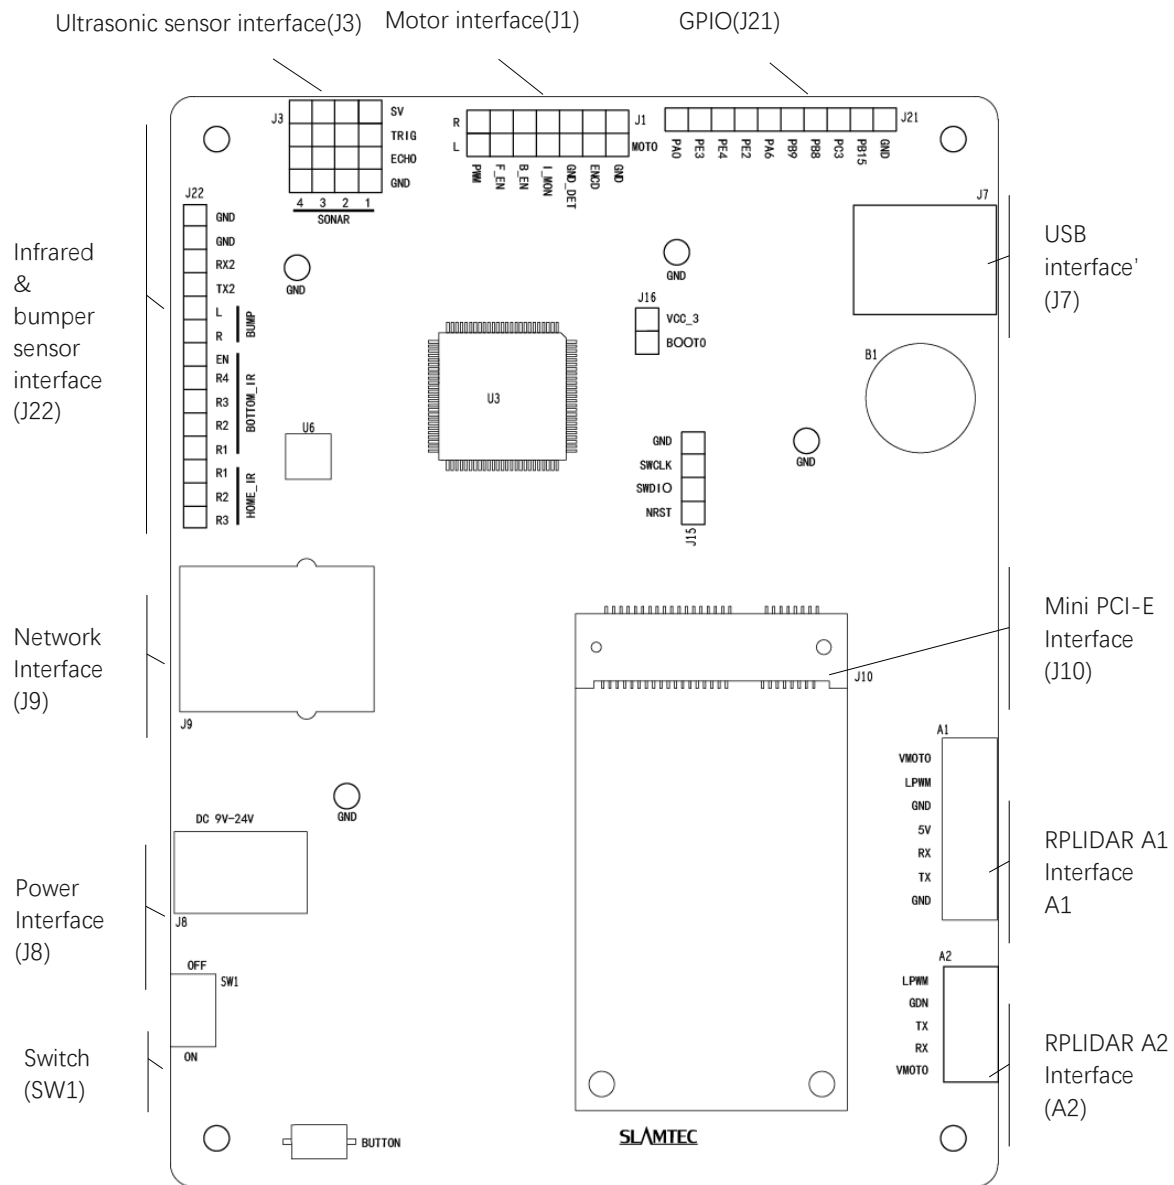 Ultrasonic sensor interface(J3)
Motor interface(J1)
GPIO(J21)
J3
SV
TRIG
ECHO
GND
4 3 2 1
SONAR
R
L
J1
MOTO
PWM
F_EN
B_EN
I_MON
GND_DET
ENCD
GND
J21
PA0
PE3
PE4
PE2
PA6
PB9
PB8
PC3
PB15
GND
J22
GND
GND
RX2
TX2
L
R
BUMP
EN
R4
R3
R2
R1
BOTTOM_IR
R1
R2
R3
HOME_IR
Infrared
&
bumper
sensor
interface
(J22)
GND
GND
J7
USB
interface’
(J7)
J16
VCC_3
BOOT0
B1
U3
U6
GND
GND
SWCLK
SWDIO
NRST
J15
Network
Interface
(J9)
J9
Mini PCI-E
Interface
(J10)
J10
GND
DC 9V-24V
J8
Power
Interface
(J8)
A1
VMOTO
LPWM
GND
5V
RX
TX
GND
RPLIDAR A1
Interface
A1
OFF
SW1
ON
Switch
(SW1)
A2
LPWM
GDN
TX
RX
VMOTO
RPLIDAR A2
Interface
(A2)
BUTTON
SLAMTEC